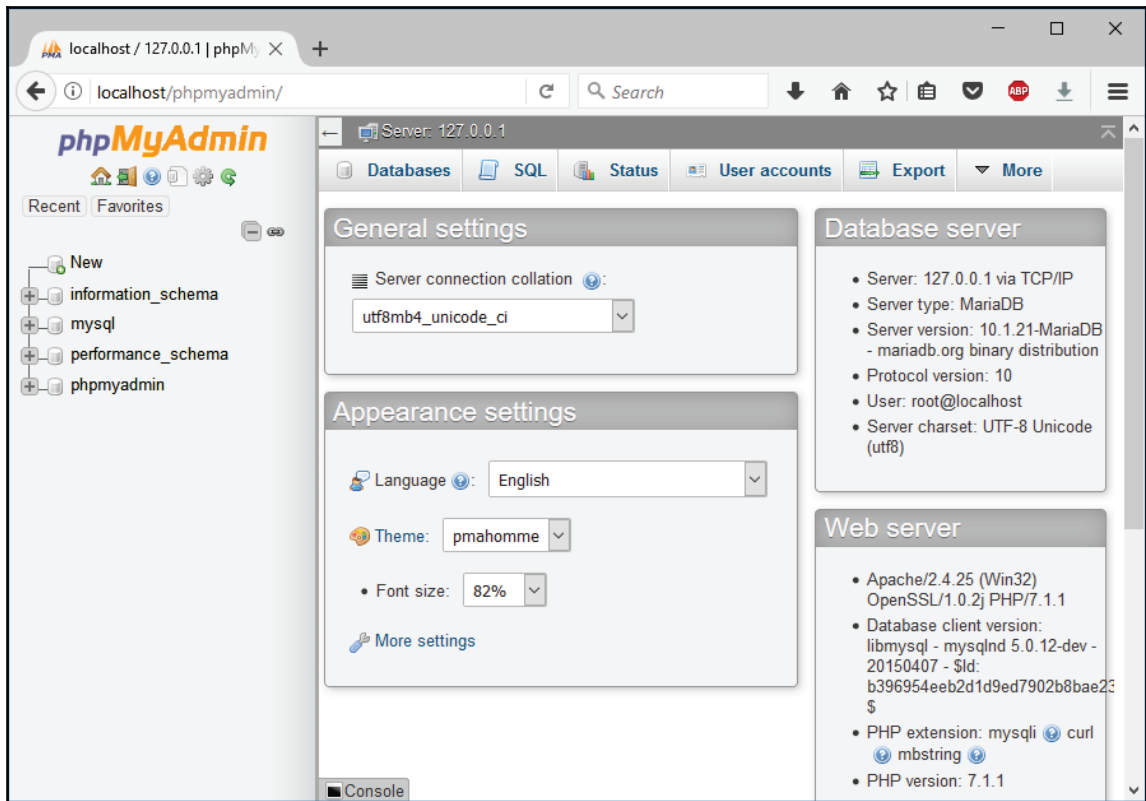 localhost / 127.0.0.1 | phpMy
localhost/phpmyadmin/
Search
ABP
phpMyAdmin
Recent
Favorites
New
information_schema
mysql
performance_schema
phpmyadmin
Server: 127.0.0.1
Databases
SQL
Status
User accounts
Export
More
General settings
Server connection collation :
utf8mb4_unicode_ci
Appearance settings
Language :
English
Theme:
pmahomme
• Font size:
82%
More settings
Database server
• Server: 127.0.0.1 via TCP/IP
• Server type: MariaDB
• Server version: 10.1.21-MariaDB
- mariadb.org binary distribution
• Protocol version: 10
• User: root@localhost
• Server charset: UTF-8 Unicode
(utf8)
Web server
• Apache/2.4.25 (Win32)
OpenSSL/1.0.2j PHP/7.1.1
• Database client version:
libmysql - mysqlnd 5.0.12-dev -
20150407 - $Id:
b396954eeb2d1d9ed7902b8bae23
$
• PHP extension: mysqli curl
mbstring
• PHP version: 7.1.1
Console